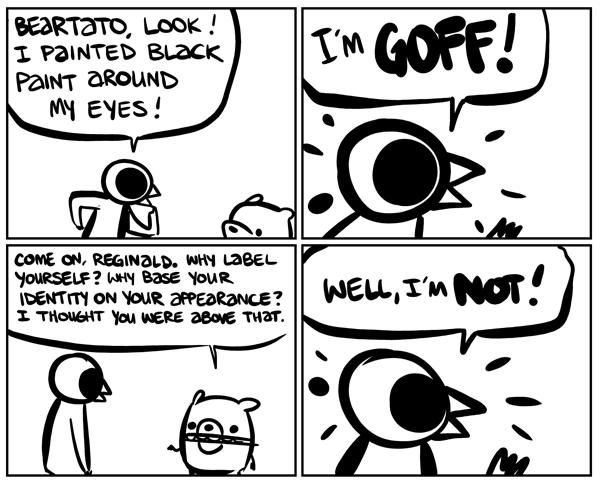 BEARTATO, LOOK!
I PAINTED BLACK
PAINT AROUND
MY EYES!
I'M GOFF!
COME ON, REGINALD. WHY LABEL
YOURSELF? WHY BASE YOUR
IDENTITY ON YOUR APPEARANCE?
I THOUGHT YOU WERE ABOVE THAT.
WELL, I'M NOT!